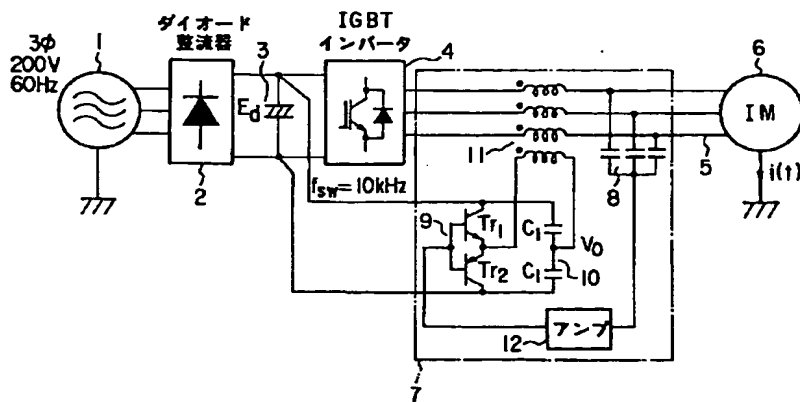 3φ
200V
60Hz
1
ダイオード
整流器
2
3
Ed
IGBT
インバータ
4
fsw=10kHz
11
8
5
6
IM
i(t)
9
Tr1
Tr2
C1
C1
V0
10
アンプ
12
7